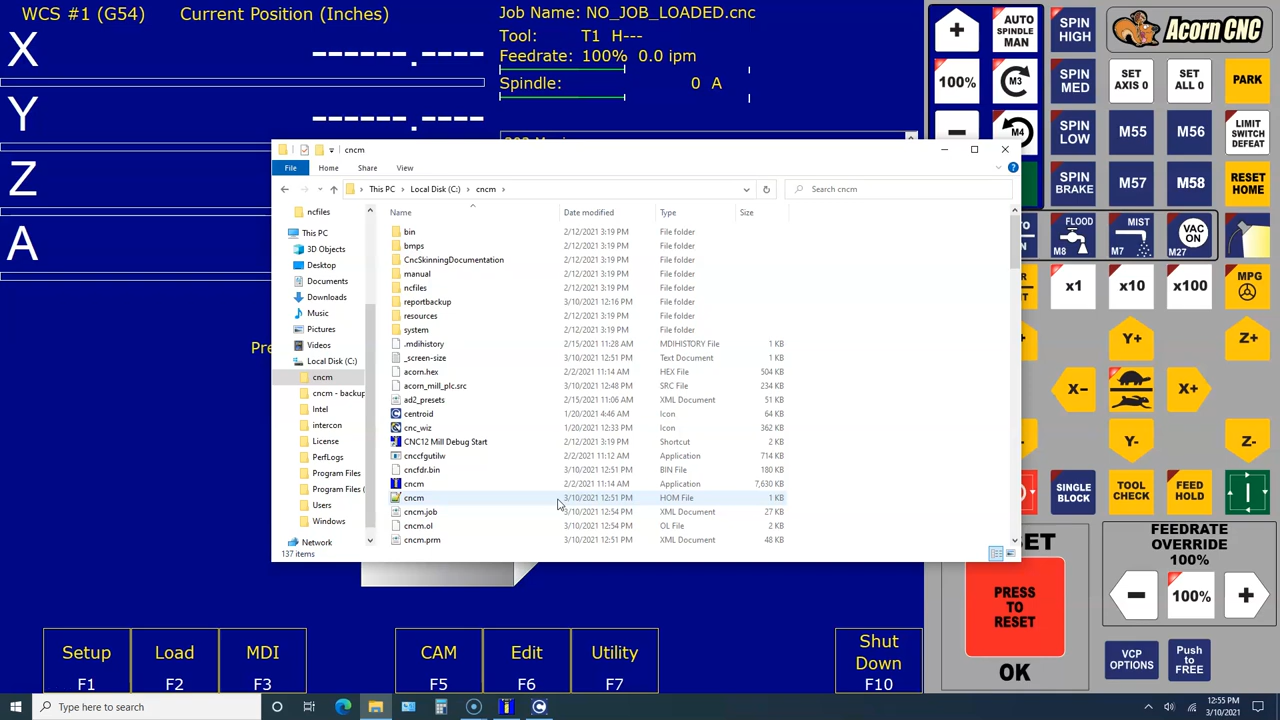 WCS #1 (G54) Current Position (Inches)
X -----.----
Y -----.----
Z
A
Job Name: NO_JOB_LOADED.cnc
Tool: T1 H---
Feedrate: 100% 0.0 ipm
Spindle: 0 A
Pre
cncm
File Home Share View
This PC Local Disk (C:) cncm
Search cncm
ncfiles
This PC
3D Objects
Desktop
Documents
Downloads
Music
Pictures
Videos
Local Disk (C:)
cncm
cncm - backup
Intel
intercon
License
PerfLogs
Program Files
Program Files (
Users
Windows
Network
Name Date modified Type Size
bin 2/12/2021 3:19 PM File folder
bmps 2/12/2021 3:19 PM File folder
CncSkinningDocumentation 2/12/2021 3:19 PM File folder
manual 2/12/2021 3:19 PM File folder
ncfiles 2/12/2021 3:19 PM File folder
reportbackup 3/10/2021 12:16 PM File folder
resources 2/12/2021 3:19 PM File folder
system 2/12/2021 3:19 PM File folder
.mdihistory 2/15/2021 11:28 AM MDIHISTORY File 1 KB
_screen-size 3/10/2021 12:51 PM Text Document 1 KB
acorn.hex 2/2/2021 11:14 AM HEX File 504 KB
acorn_mill_plc.src 3/10/2021 12:48 PM SRC File 234 KB
ad2_presets 2/15/2021 11:06 AM XML Document 51 KB
centroid 1/20/2021 4:46 AM Icon 64 KB
cnc_wiz 1/20/2021 12:33 PM Icon 362 KB
CNC12 Mill Debug Start 2/12/2021 3:19 PM Shortcut 2 KB
cnccfgutilw 2/2/2021 11:12 AM Application 714 KB
cncfdr.bin 3/10/2021 12:51 PM BIN File 180 KB
cncm 2/2/2021 11:14 AM Application 7,630 KB
cncm 3/10/2021 12:51 PM HOM File 1 KB
cncm.job 3/10/2021 12:54 PM XML Document 27 KB
cncm.ol 3/10/2021 12:54 PM OL File 2 KB
cncm.prm 3/10/2021 12:51 PM XML Document 48 KB
137 items
+ AUTO SPINDLE MAN SPIN HIGH Acorn CNC
100% M3 SPIN MED SET AXIS 0 SET ALL 0 PARK
M4 SPIN LOW M55 M56 LIMIT SWITCH DEFEAT
SPIN BRAKE M57 M58 RESET HOME
FLOOD M8 MIST M7 VAC ON M27
x1 x10 x100 MPG
Y+ Z+
X- X+
Y- Z-
SINGLE BLOCK TOOL CHECK FEED HOLD
ET
PRESS TO RESET
OK
FEEDRATE OVERRIDE 100%
- 100% +
VCP OPTIONS Push to FREE
Setup F1
Load F2
MDI F3
CAM F5
Edit F6
Utility F7
Shut Down F10
Type here to search
12:55 PM
3/10/2021